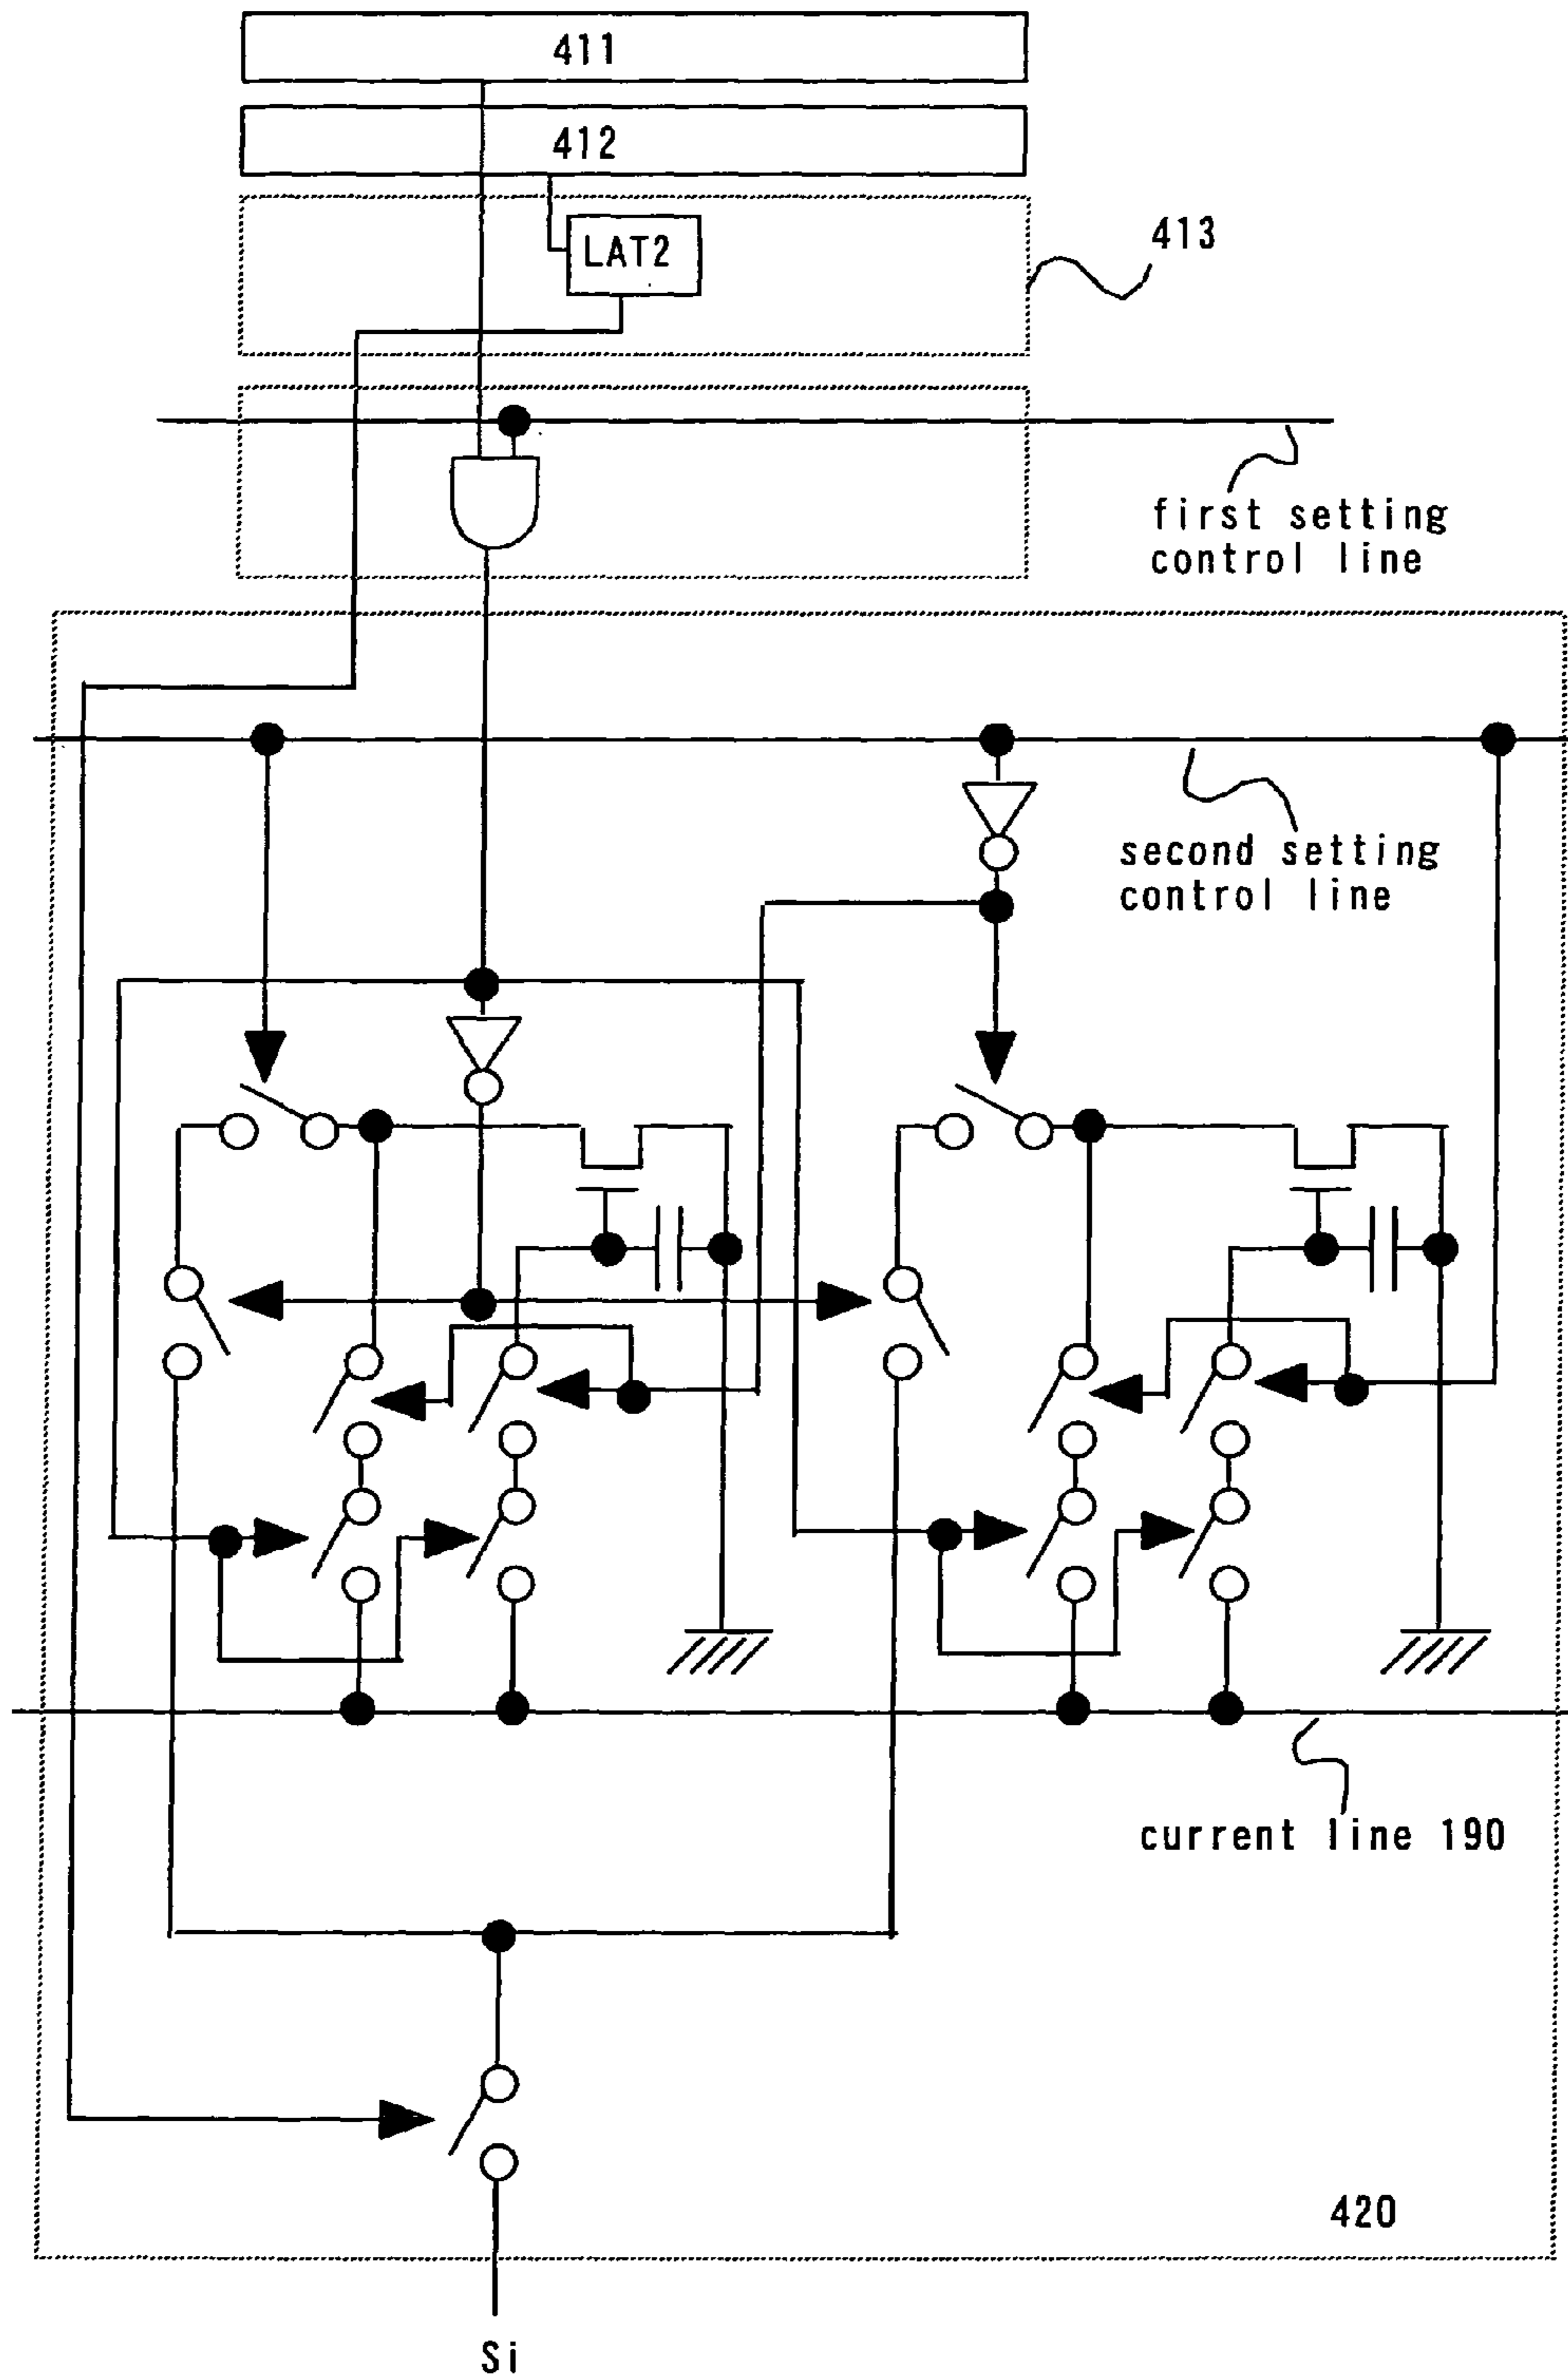 411
412
LAT2
413
first setting
control line
second setting
control line
current line 190
420
Si